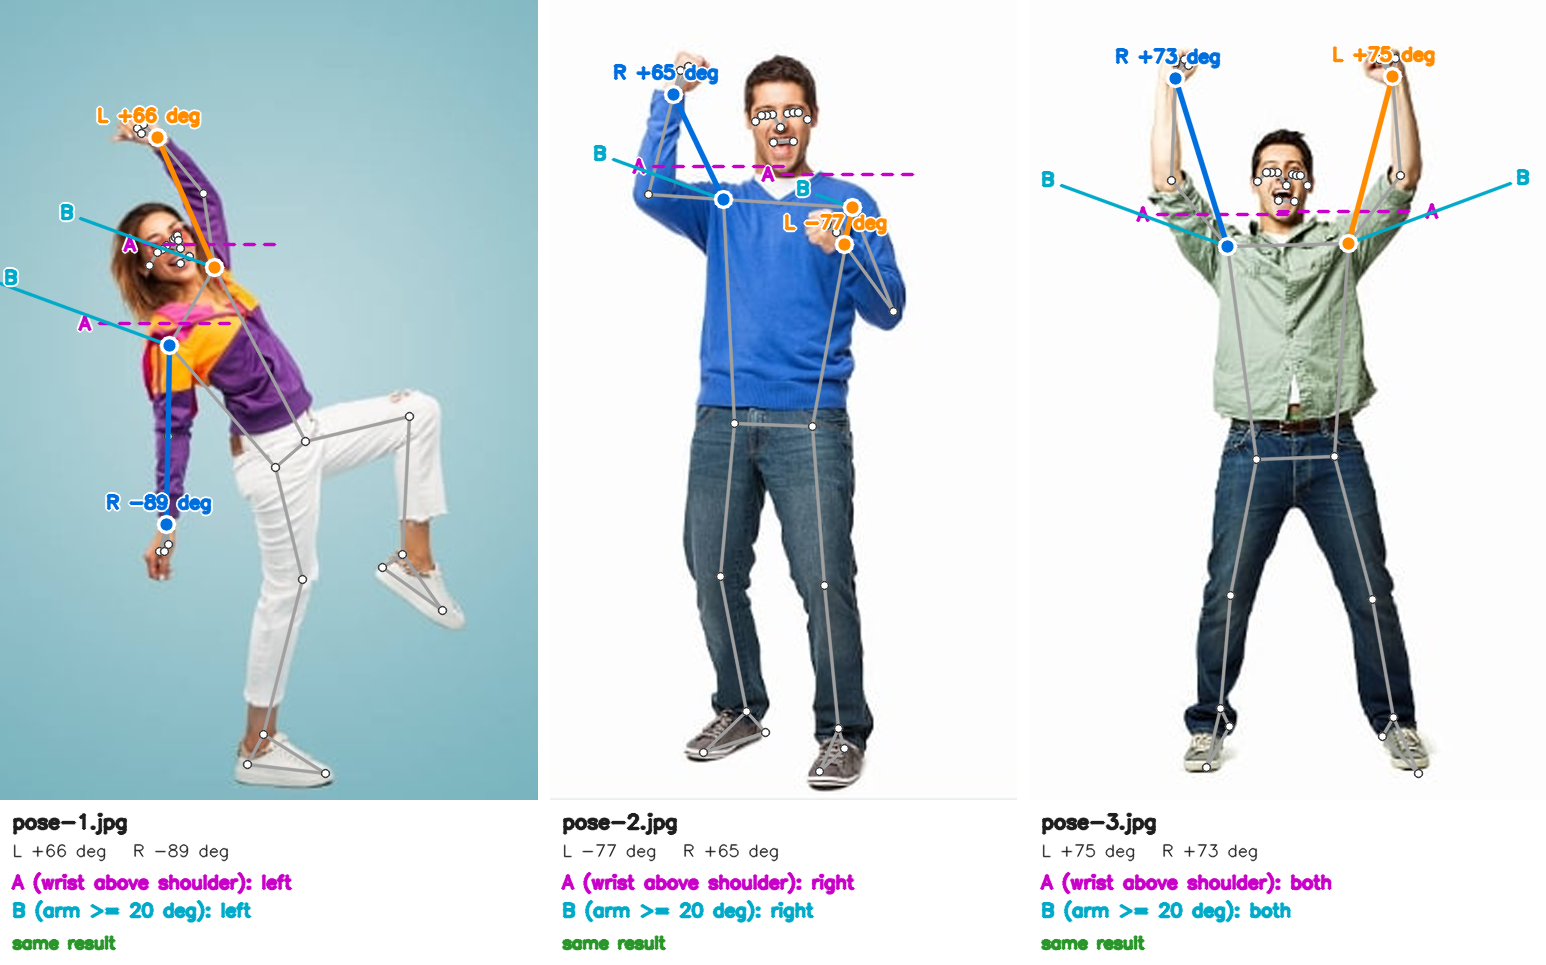 L +66 deg
B
A
B
A
R -89 deg
R +65 deg
B
A
A
B
L -77 deg
R +73 deg
L +75 deg
B
B
A
A
pose-1.jpg
L +66 deg R -89 deg
A (wrist above shoulder): left
B (arm >= 20 deg): left
same result
pose-2.jpg
L -77 deg R +65 deg
A (wrist above shoulder): right
B (arm >= 20 deg): right
same result
pose-3.jpg
L +75 deg R +73 deg
A (wrist above shoulder): both
B (arm >= 20 deg): both
same result